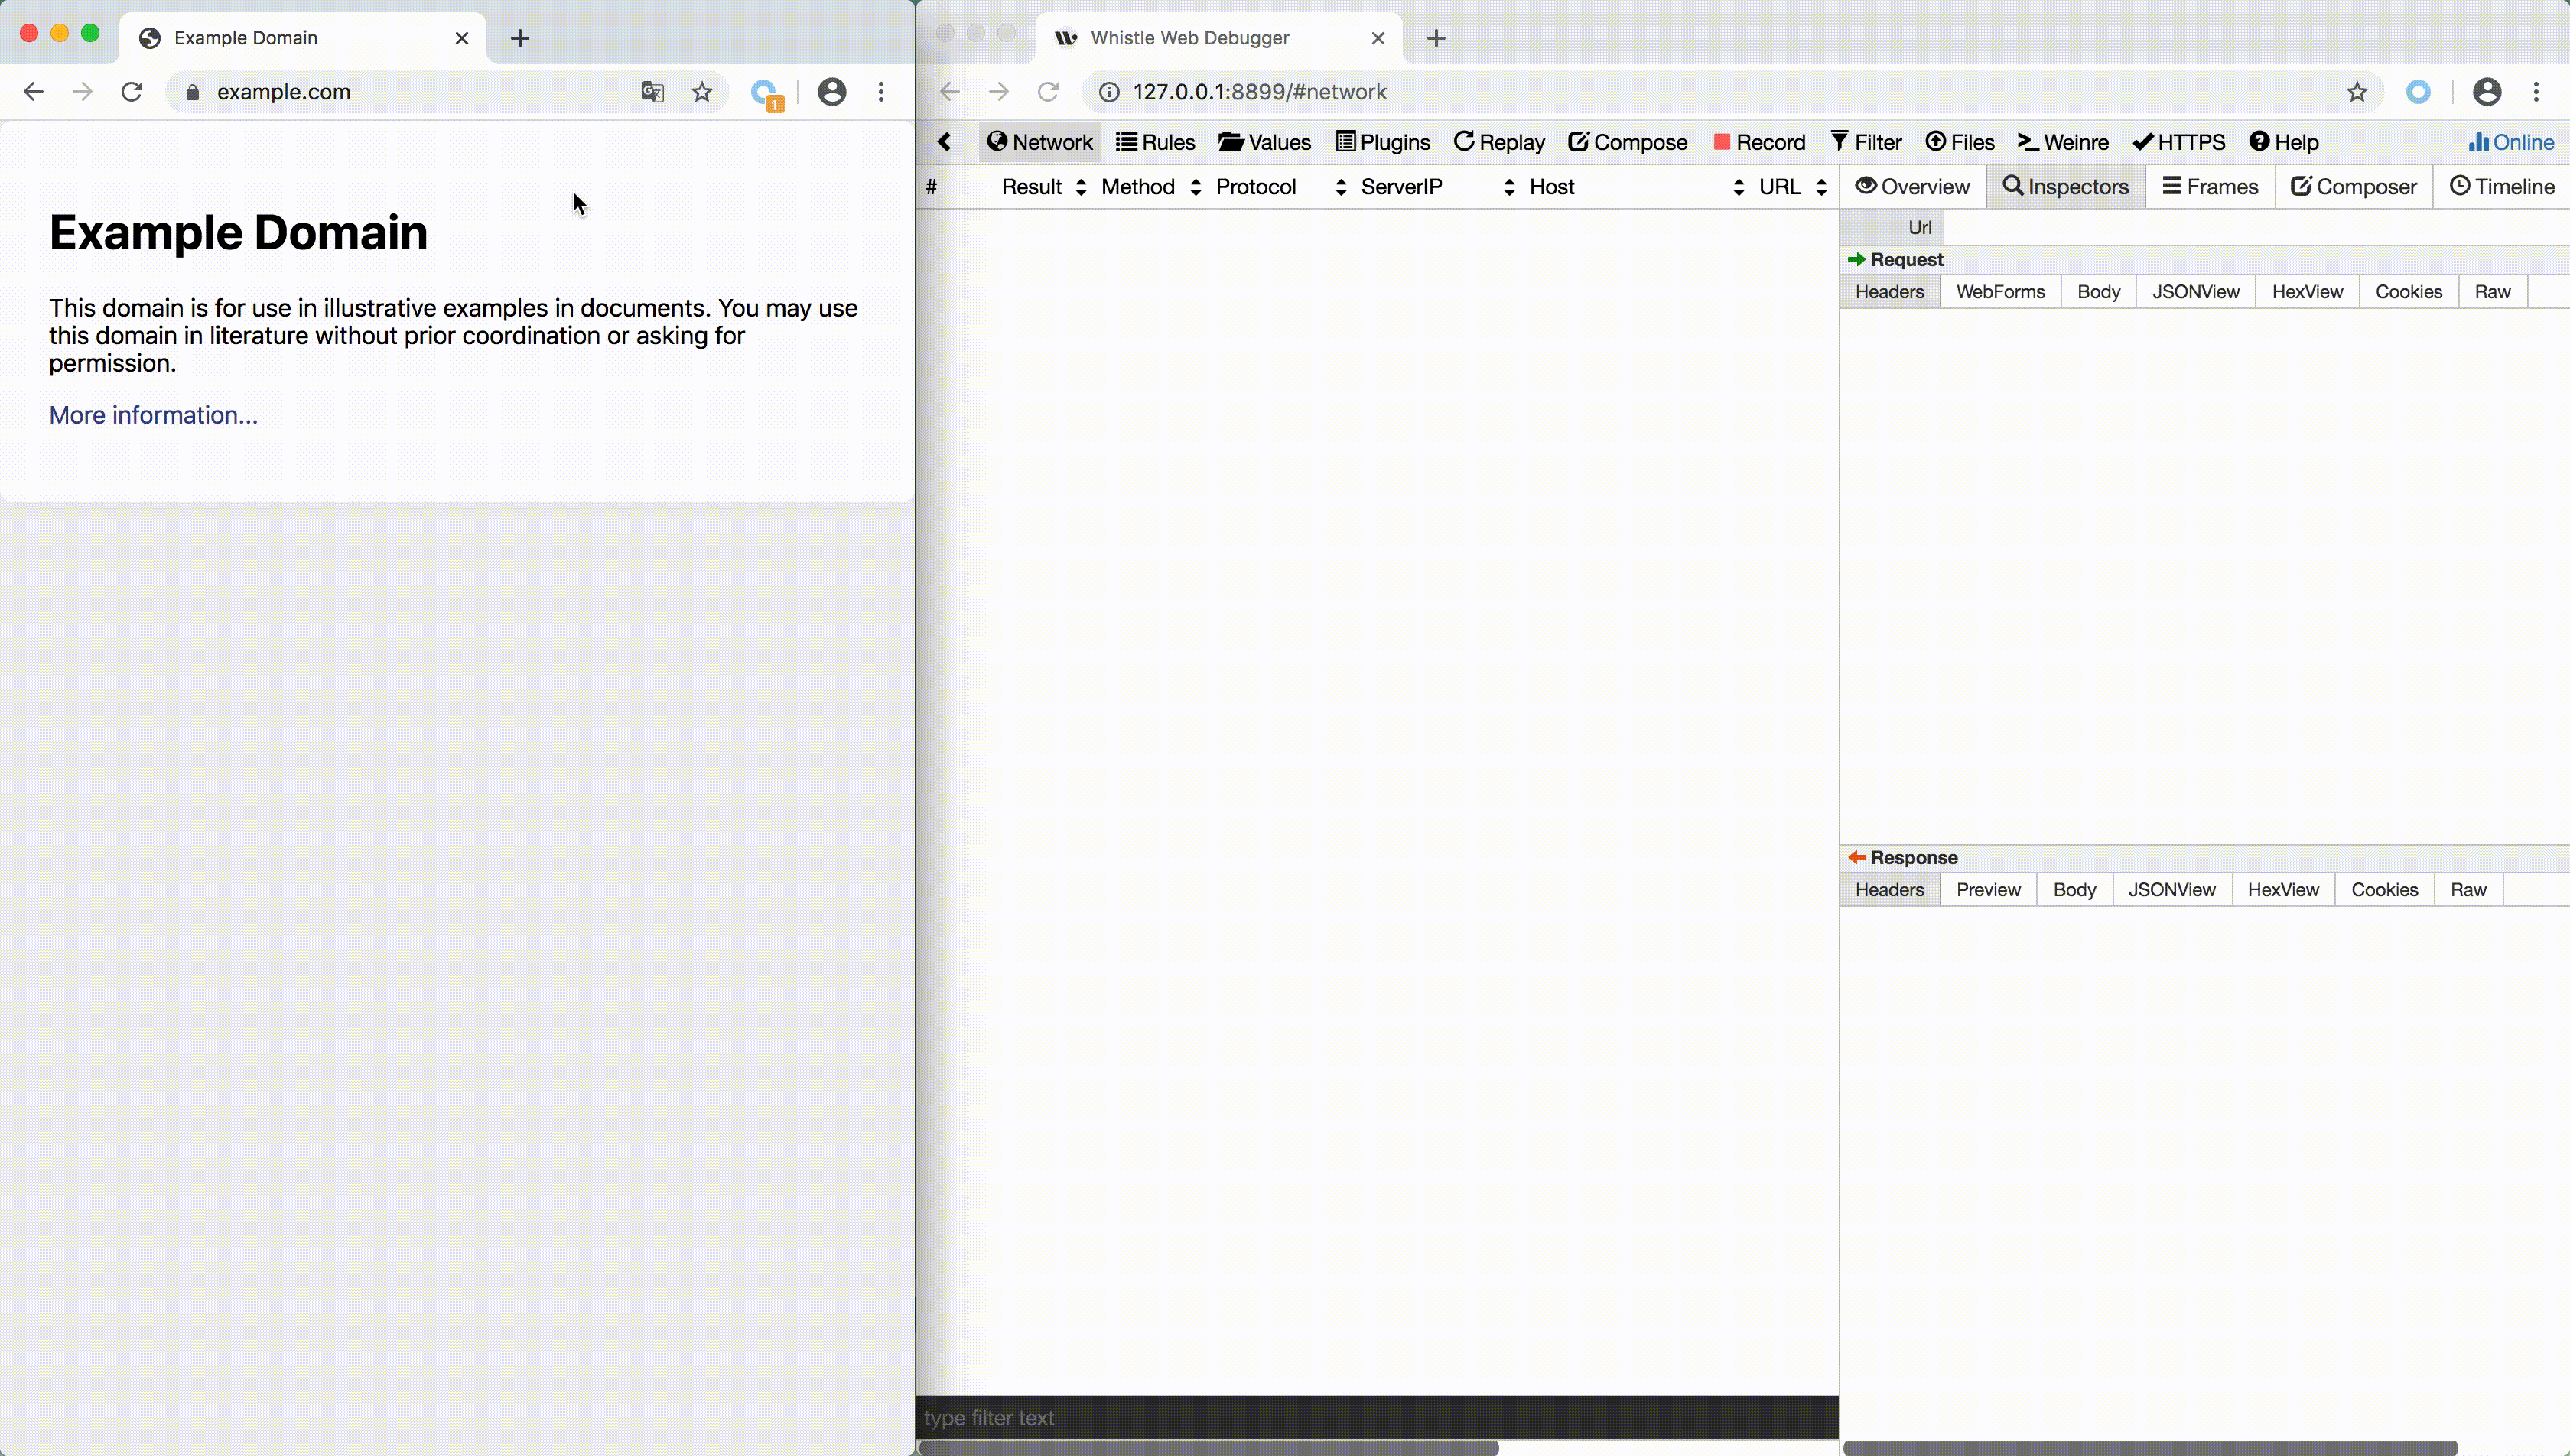 Example Domain
example.com
1
Example Domain
This domain is for use in illustrative examples in documents. You may use
this domain in literature without prior coordination or asking for
permission.
More information...
Whistle Web Debugger
127.0.0.1:8899/#network
Network Rules Values Plugins Replay Compose Record Filter Files Weinre HTTPS Help Online
# Result Method Protocol ServerIP Host URL
Overview Inspectors Frames Composer Timeline
Url
Request
Headers WebForms Body JSONView HexView Cookies Raw
Response
Headers Preview Body JSONView HexView Cookies Raw
type filter text